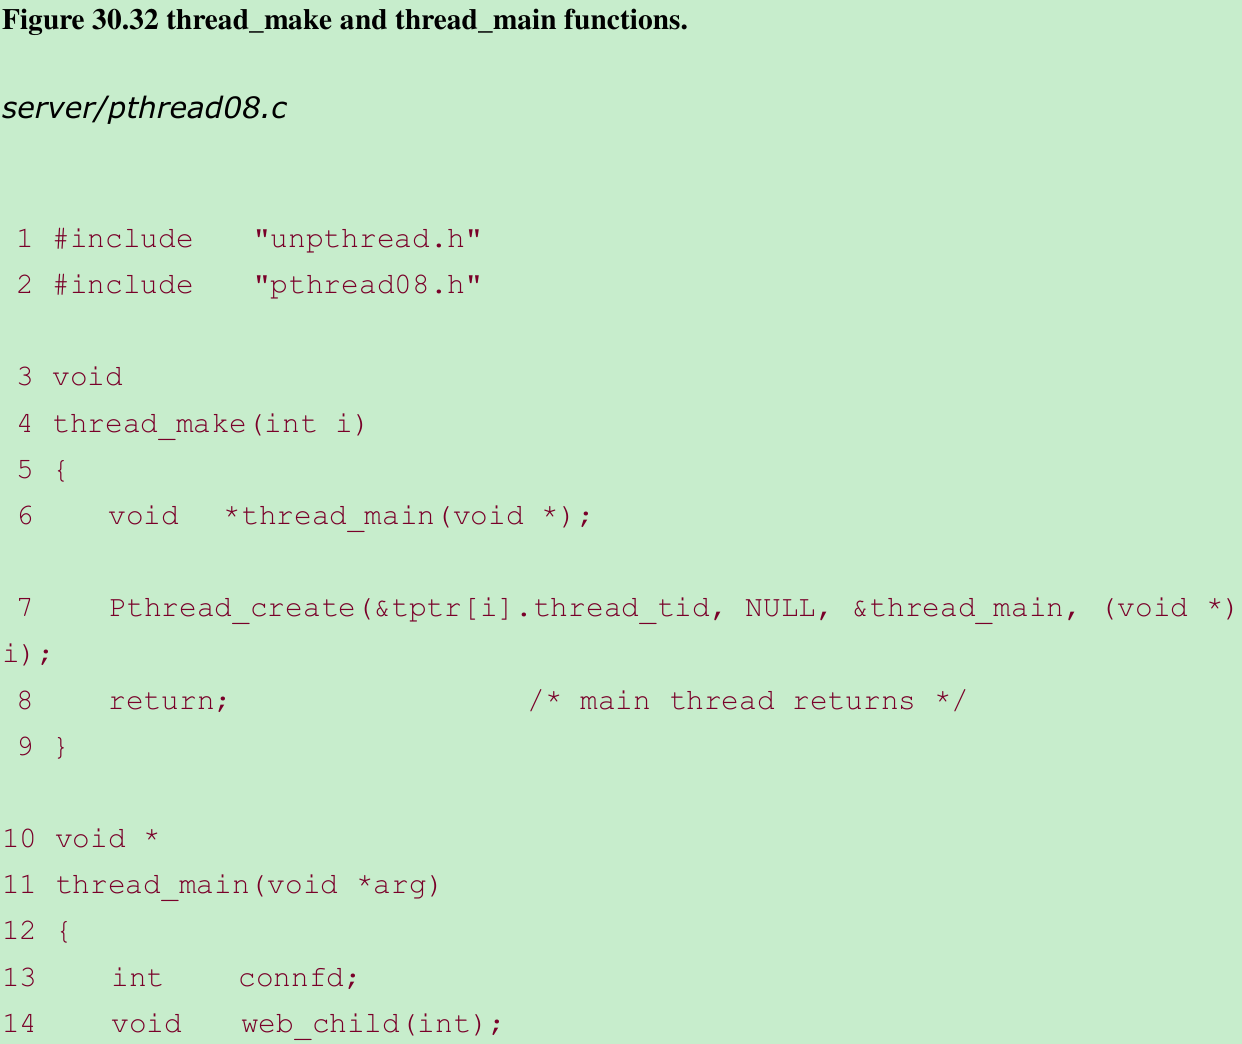 Figure 30.32 thread_make and thread_main functions.
server/pthread08.c
1 #include "unpthread.h"
2 #include "pthread08.h"
3 void
4 thread_make(int i)
5 {
6 void *thread_main(void *);
7 Pthread_create(&tptr[i].thread_tid, NULL, &thread_main, (void *)
i);
8 return; /* main thread returns */
9 }
10 void *
11 thread_main(void *arg)
12 {
13 int connfd;
14 void web_child(int);